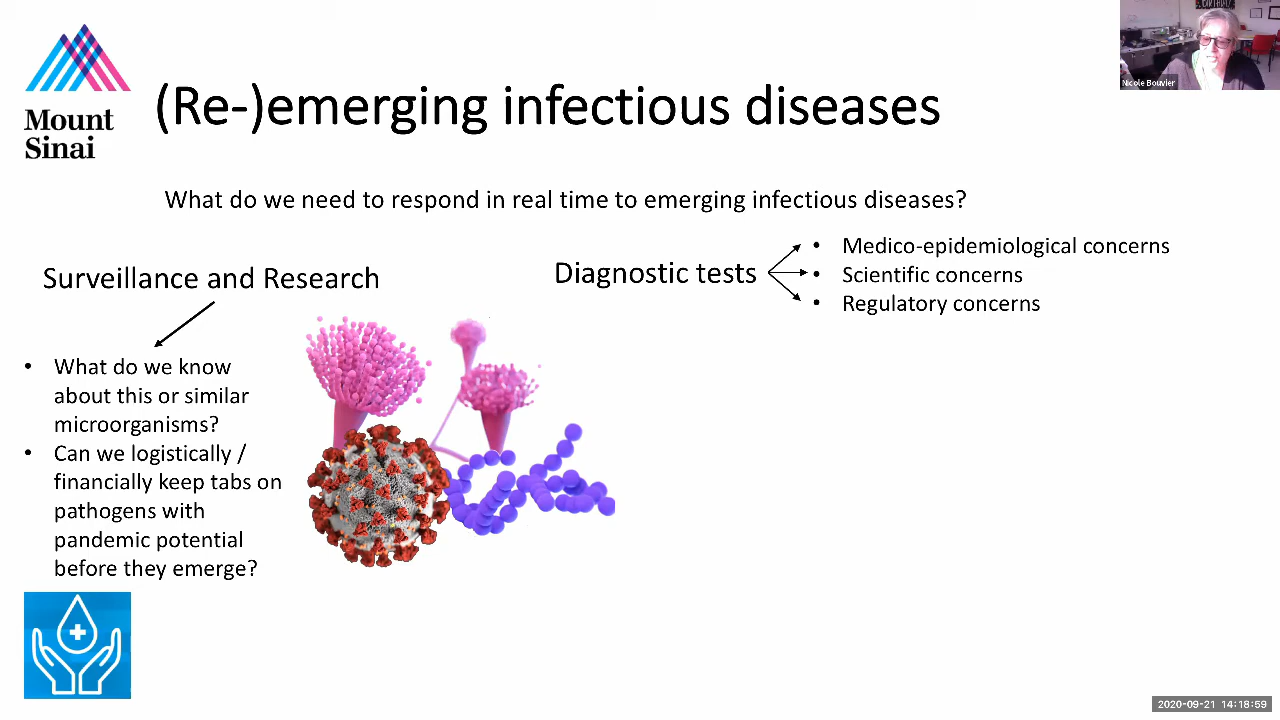 Mount
Sinai
(Re-)emerging infectious diseases
Nicole Bouvier
What do we need to respond in real time to emerging infectious diseases?
Surveillance and Research
• What do we know
about this or similar
microorganisms?
• Can we logistically /
financially keep tabs on
pathogens with
pandemic potential
before they emerge?
Diagnostic tests
• Medico-epidemiological concerns
• Scientific concerns
• Regulatory concerns
2020-09-21 14:18:59